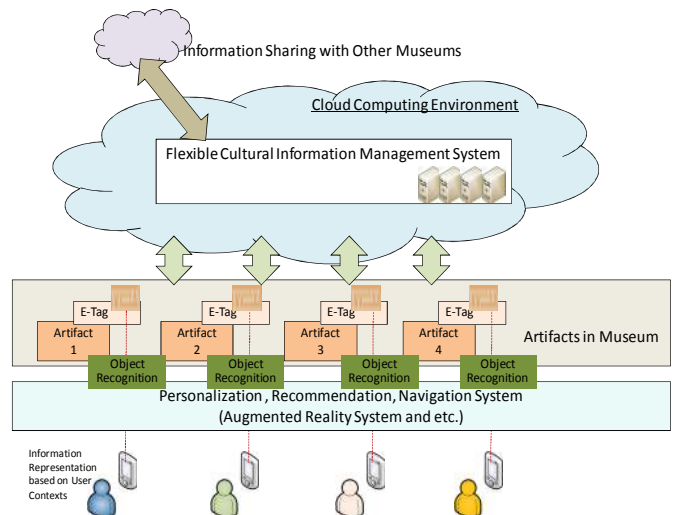 Information Sharing with Other Museums
Cloud Computing Environment
Flexible Cultural Information Management System
E-Tag
E-Tag
E-Tag
E-Tag
Artifact
1
Artifact
2
Artifact
3
Artifact
4
Artifacts in Museum
Object
Recognition
Object
Recognition
Object
Recognition
Object
Recognition
Personalization , Recommendation, Navigation System
(Augmented Reality System and etc.)
Information
Representation
based on User
Contexts